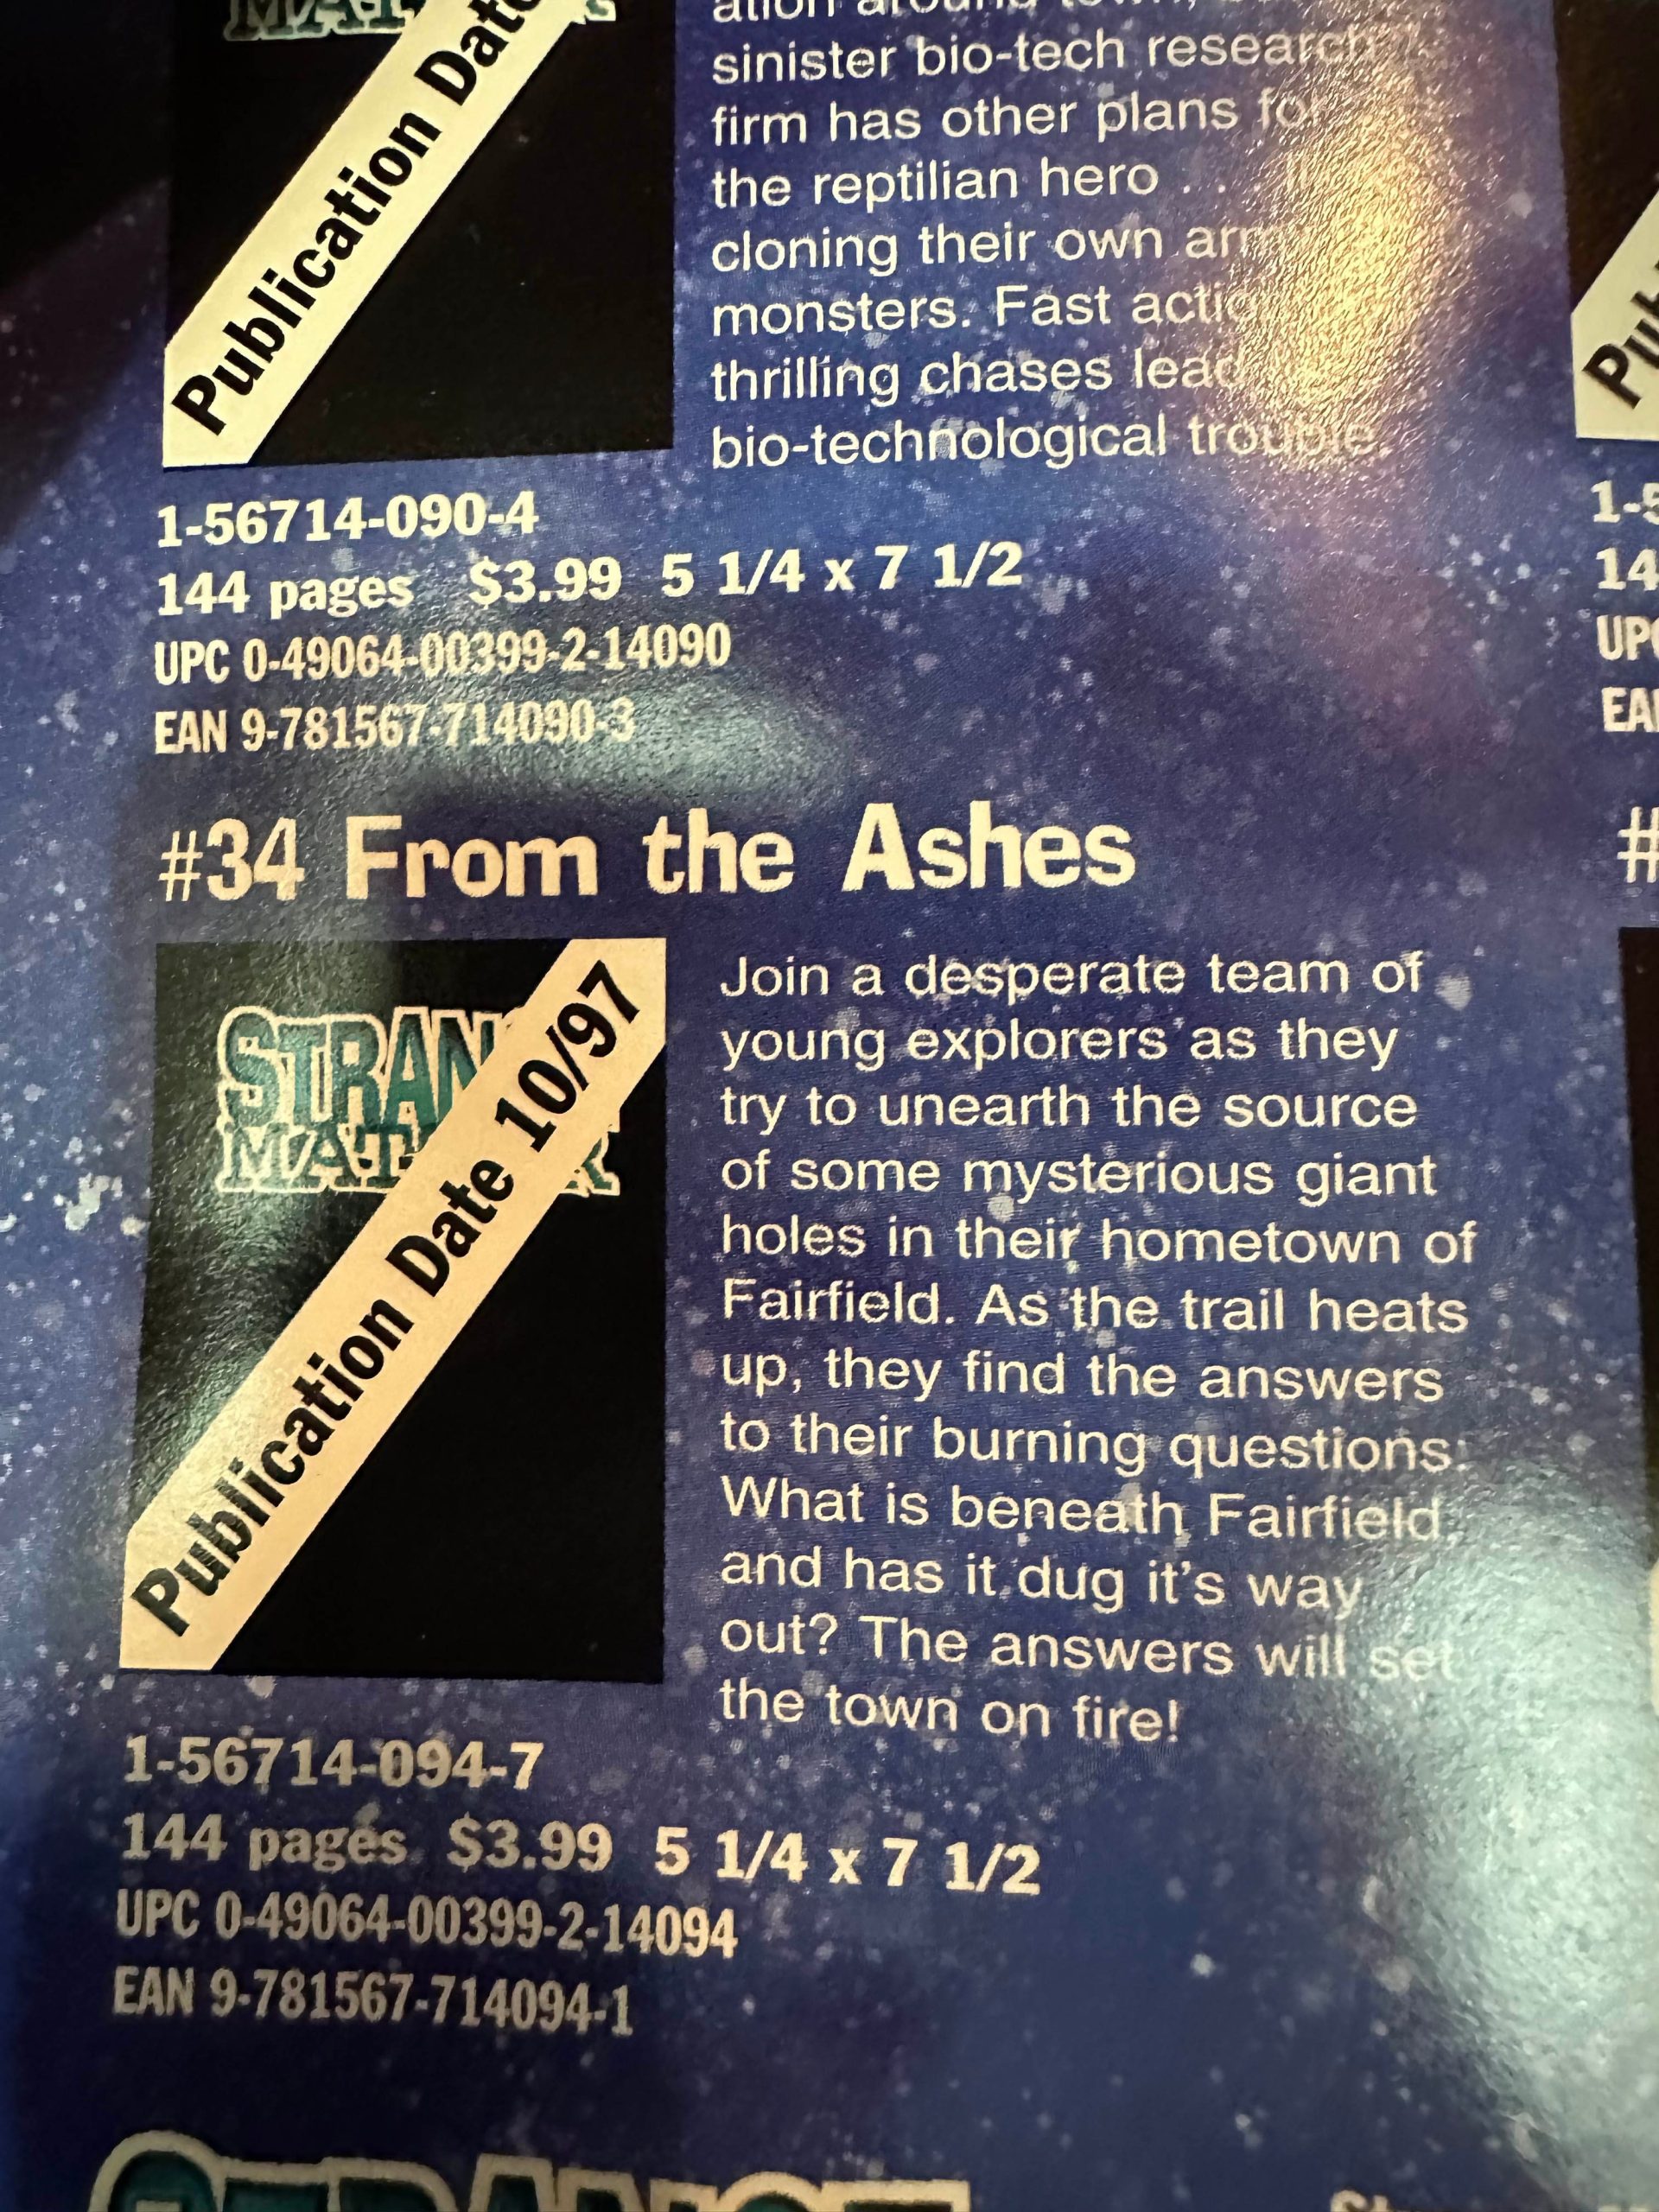 Publication Date
sinister bio-tech research
firm has other plans for
the reptilian hero . . .
cloning their own
monsters. Fast
thrilling chases lead
bio-technological trouble.
1-56714-090-4
144 pages $3.99 5 1/4 x 7 1/2
UPC 0-49064-00399-2-14090
EAN 9-781567-714090-3
#34 From the Ashes
Publication Date 10/97
Join a desperate team of
young explorers as they
try to unearth the source
of some mysterious giant
holes in their hometown of
Fairfield. As the trail heats
up, they find the answers
to their burning questions:
What is beneath Fairfield,
and has it dug it's way
out? The answers will set
the town on fire!
1-56714-094-7
144 pages $3.99 5 1/4 x 7 1/2
UPC 0-49064-00399-2-14094
EAN 9-781567-714094-1
STRANGE